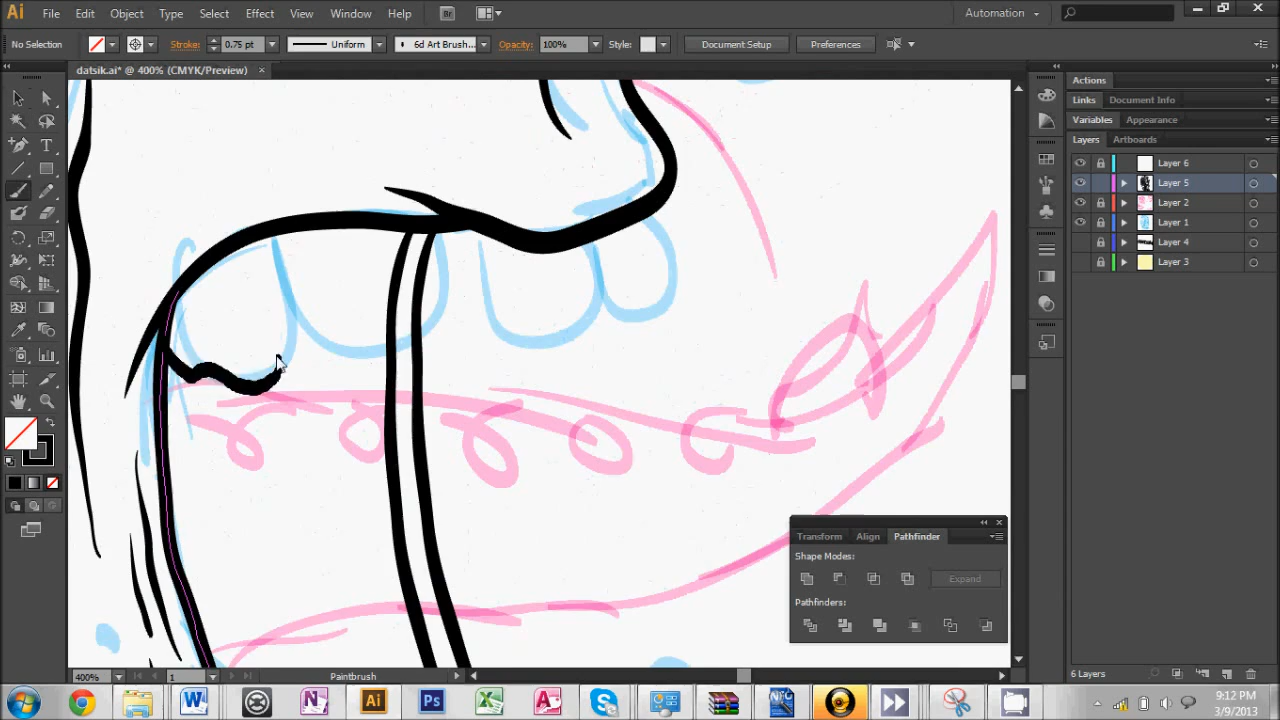 Ai File Edit Object Type Select Effect View Window Help Br Automation
No Selection Stroke: 0.75 pt Uniform 6d Art Brush... Opacity: 100% Style: Document Setup Preferences
datsik.ai* @ 400% (CMYK/Preview)
Actions
Links Document Info
Variables Appearance
Layers Artboards
Layer 6
Layer 5
Layer 2
Layer 1
Layer 4
Layer 3
Transform Align Pathfinder
Shape Modes:
Expand
Pathfinders:
400% 1 Paintbrush 6 Layers
9:12 PM
3/9/2013